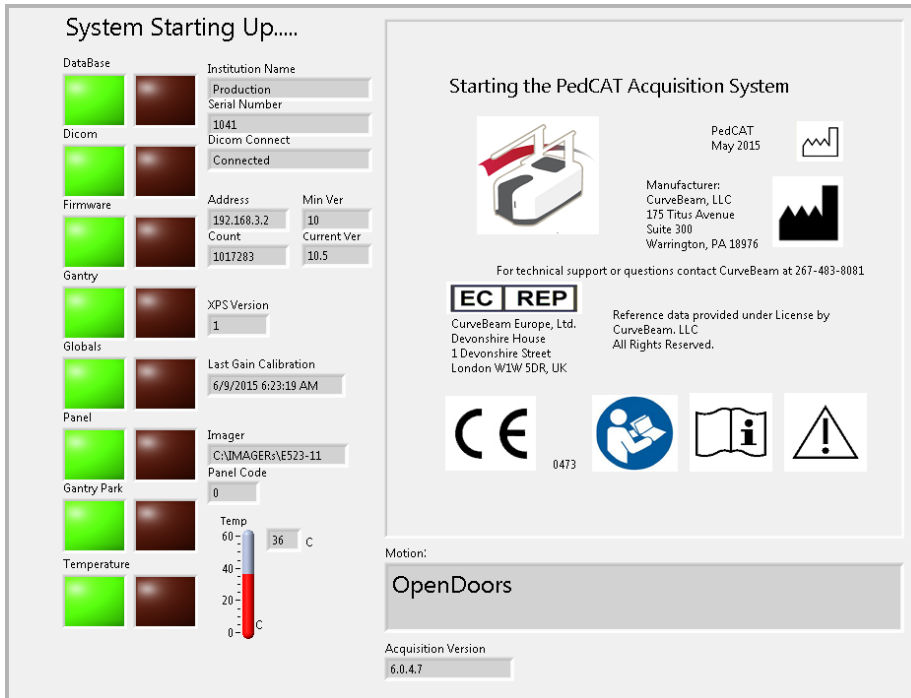 System Starting Up.....
DataBase
Institution Name
Production
Serial Number
1041
Dicom
Dicom Connect
Connected
Firmware
Address
Min Ver
192.168.3.2
10
Count
Current Ver
1017283
10.5
Gantry
XPS Version
1
Globals
Last Gain Calibration
6/9/2015 6:23:19 AM
Panel
Imager
C:\IMAGERs\E523-11
Panel Code
0
Gantry Park
Temp
60
40
20
0
C
36
C
Temperature
Starting the PedCAT Acquisition System
PedCAT
May 2015
Manufacturer:
CurveBeam, LLC
175 Titus Avenue
Suite 300
Warrington, PA 18976
For technical support or questions contact CurveBeam at 267-483-8081
EC REP
CurveBeam Europe, Ltd.
Devonshire House
1 Devonshire Street
London W1W 5DR, UK
Reference data provided under License by
CurveBeam. LLC
All Rights Reserved.
CE
0473
i
!
Motion:
OpenDoors
Acquisition Version
6.0.4.7